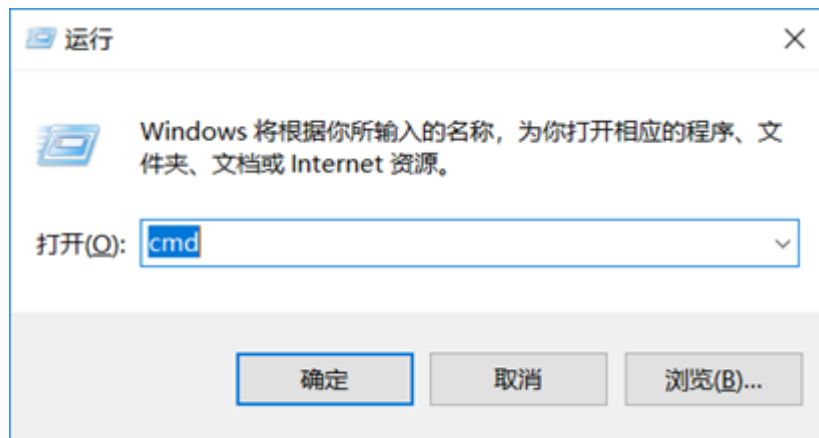 运行
Windows 将根据你所输入的名称，为你打开相应的程序、文
件夹、文档或 Internet 资源。
打开(O): cmd
确定 取消 浏览(B)...